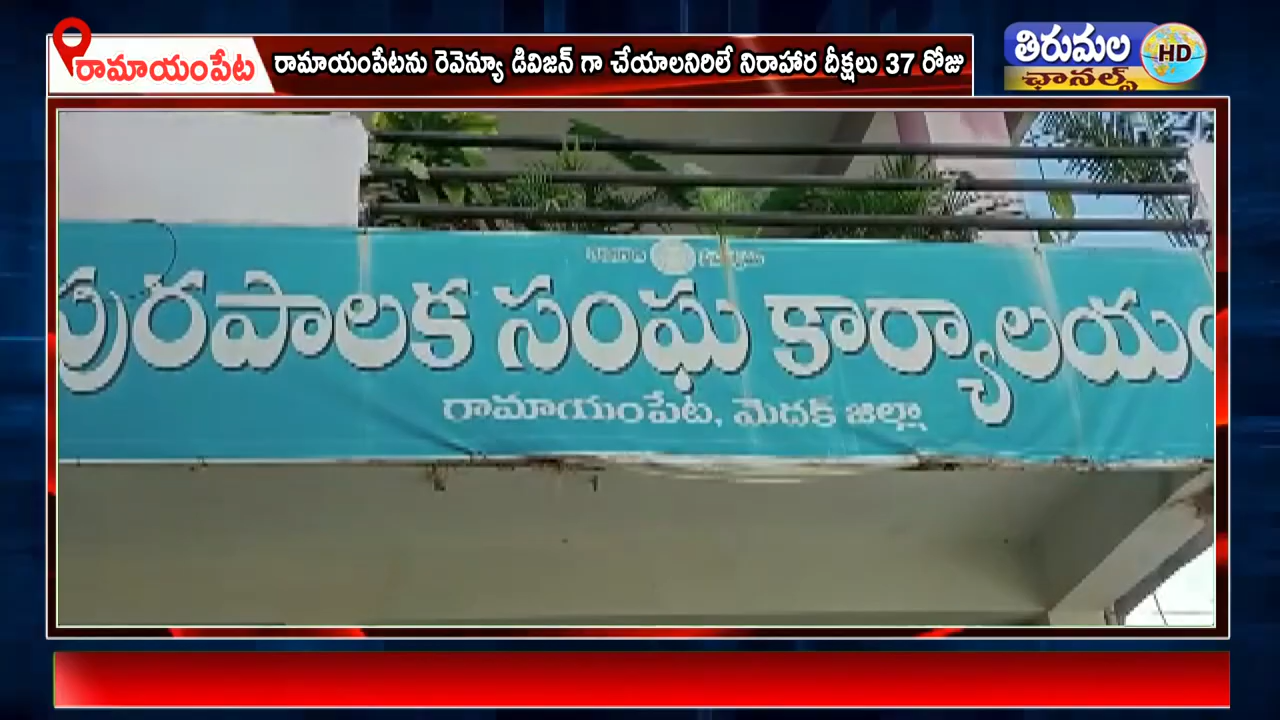 రామాయంపేట
రామాయంపేటను రెవెన్యూ డివిజన్ గా చేయాలనిరిలే నిరాహార దీక్షలు 37 రోజు
తిరుమల
ఛానల్స్
HD
పురపాలక సంఘ కార్యాలయం
రామాయంపేట, మెదక్ జిల్లా